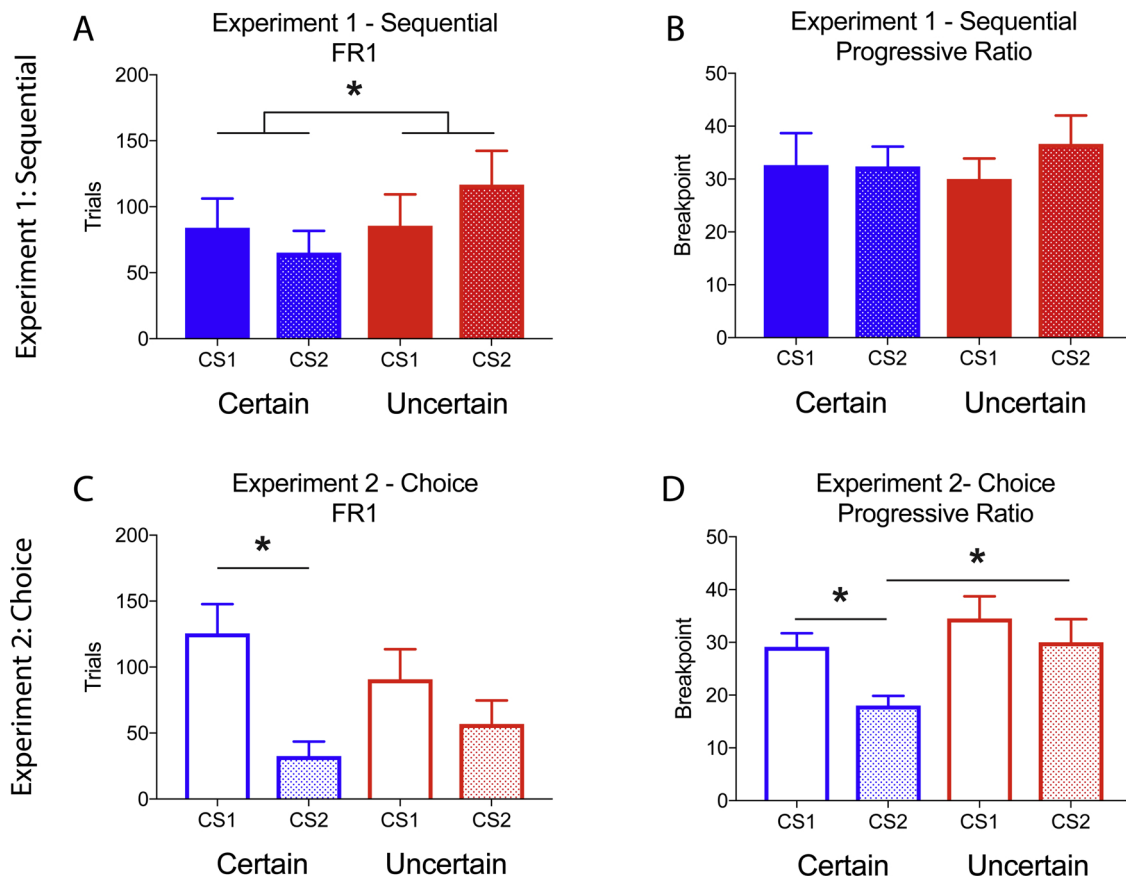 Experiment 1: Sequential
A
Experiment 1 - Sequential
FR1
200
150
100
50
0
Trials
*
CS1
CS2
CS1
CS2
Certain
Uncertain
B
Experiment 1 - Sequential
Progressive Ratio
50
40
30
20
10
0
Breakpoint
CS1
CS2
CS1
CS2
Certain
Uncertain
Experiment 2: Choice
C
Experiment 2 - Choice
FR1
200
150
100
50
0
Trials
*
CS1
CS2
CS1
CS2
Certain
Uncertain
D
Experiment 2- Choice
Progressive Ratio
50
40
30
20
10
0
Breakpoint
*
*
CS1
CS2
CS1
CS2
Certain
Uncertain